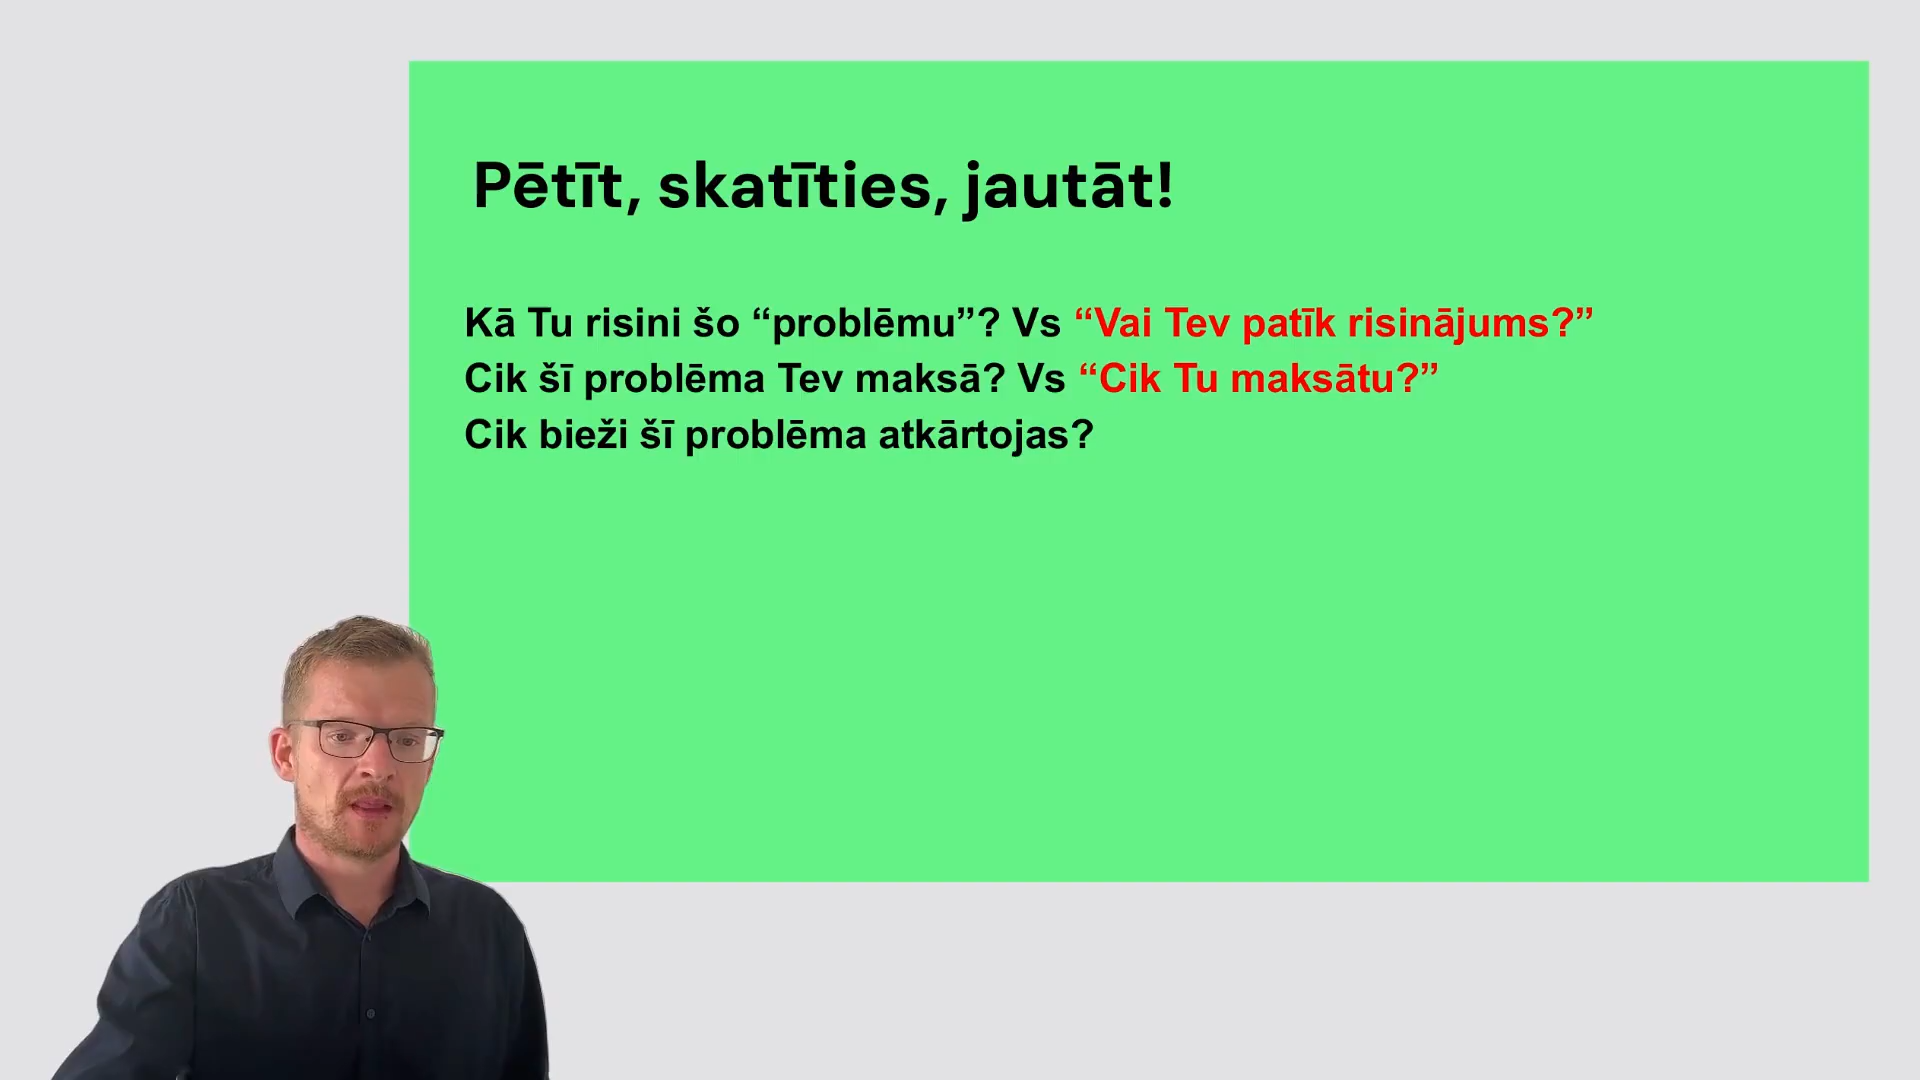 Pētīt, skatīties, jautāt!
Kā Tu risini šo “problēmu”? Vs “Vai Tev patīk risinājums?”
Cik šī problēma Tev maksā? Vs “Cik Tu maksātu?”
Cik bieži šī problēma atkārtojas?